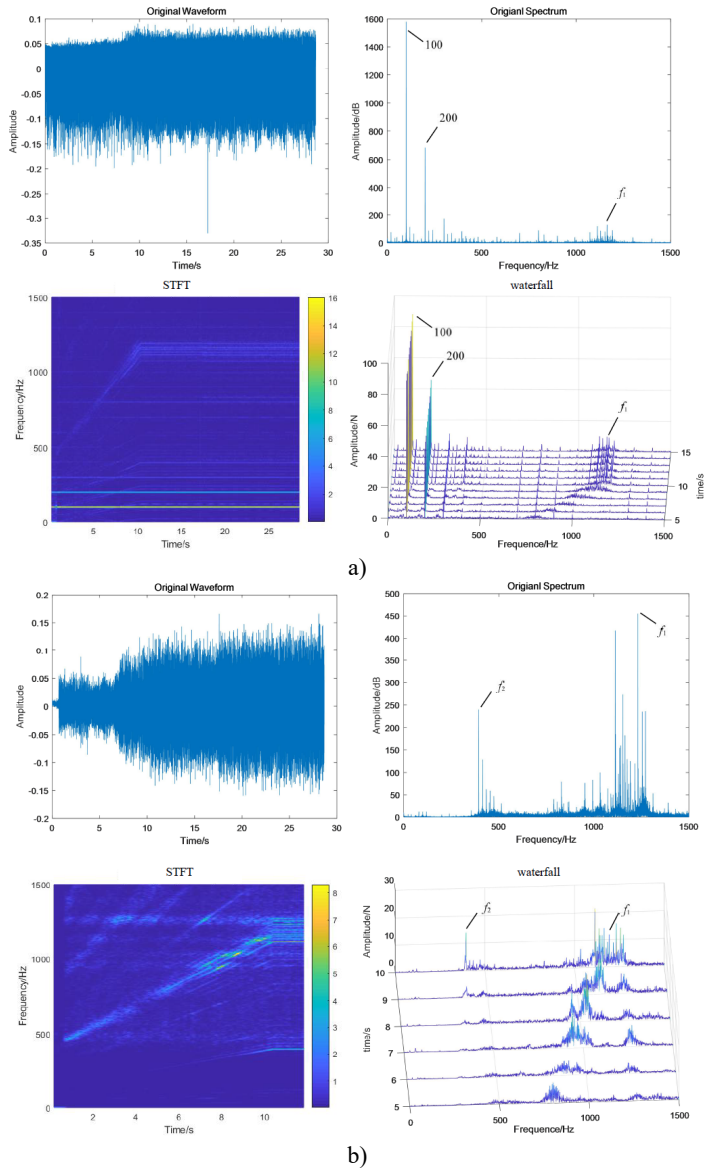 Original Waveform
0.1
0.05
0
-0.05
-0.1
-0.15
-0.2
-0.25
-0.3
-0.35
Amplitude
0 5 10 15 20 25 30
Time/s
Origianl Spectrum
1600
1400
1200
1000
800
600
400
200
0
Amplitude/dB
100
200
f1
0 500 1000 1500
Frequency/Hz
STFT
1500
1000
500
0
Frequency/Hz
5 10 15 20 25
Time/s
16
14
12
10
8
6
4
2
waterfall
100
200
f1
100
80
60
40
20
0
Amplitude/N
0 500 1000 1500
Frequency/Hz
15
10
5
time/s
a)
Original Waveform
0.2
0.15
0.1
0.05
0
-0.05
-0.1
-0.15
-0.2
Amplitude
0 5 10 15 20 25 30
Time/s
Origianl Spectrum
500
450
400
350
300
250
200
150
100
50
0
Amplitude/dB
f2
f1
0 500 1000 1500
Frequency/Hz
STFT
1500
1000
500
0
Frequency/Hz
2 4 6 8 10
Time/s
8
7
6
5
4
3
2
1
waterfall
f2
f1
30
20
10
0
Amplitude/N
10
9
8
7
6
5
time/s
0 500 1000 1500
Frequency/Hz
b)